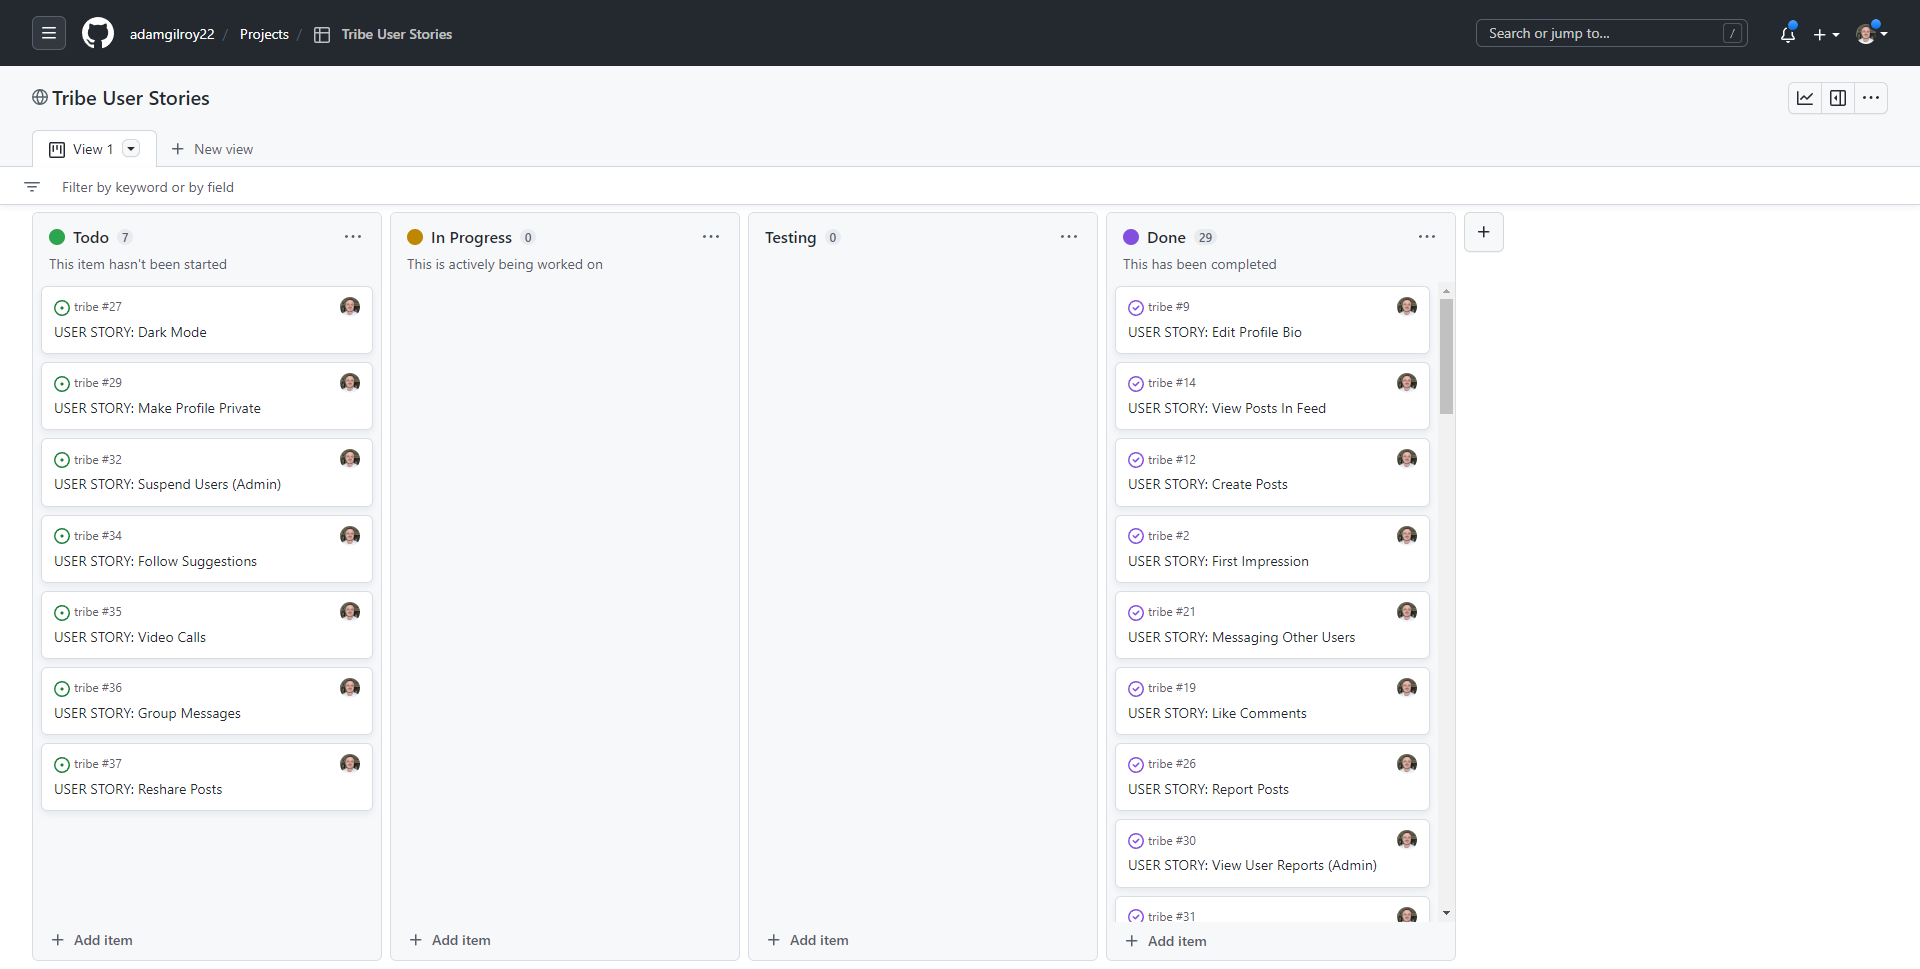 adamgilroy22 / Projects / Tribe User Stories
Search or jump to... /
Tribe User Stories
View 1
New view
Filter by keyword or by field
Todo 7
This item hasn't been started
tribe #27
USER STORY: Dark Mode
tribe #29
USER STORY: Make Profile Private
tribe #32
USER STORY: Suspend Users (Admin)
tribe #34
USER STORY: Follow Suggestions
tribe #35
USER STORY: Video Calls
tribe #36
USER STORY: Group Messages
tribe #37
USER STORY: Reshare Posts
Add item
In Progress 0
This is actively being worked on
Add item
Testing 0
Add item
Done 29
This has been completed
tribe #9
USER STORY: Edit Profile Bio
tribe #14
USER STORY: View Posts In Feed
tribe #12
USER STORY: Create Posts
tribe #2
USER STORY: First Impression
tribe #21
USER STORY: Messaging Other Users
tribe #19
USER STORY: Like Comments
tribe #26
USER STORY: Report Posts
tribe #30
USER STORY: View User Reports (Admin)
tribe #31
Add item